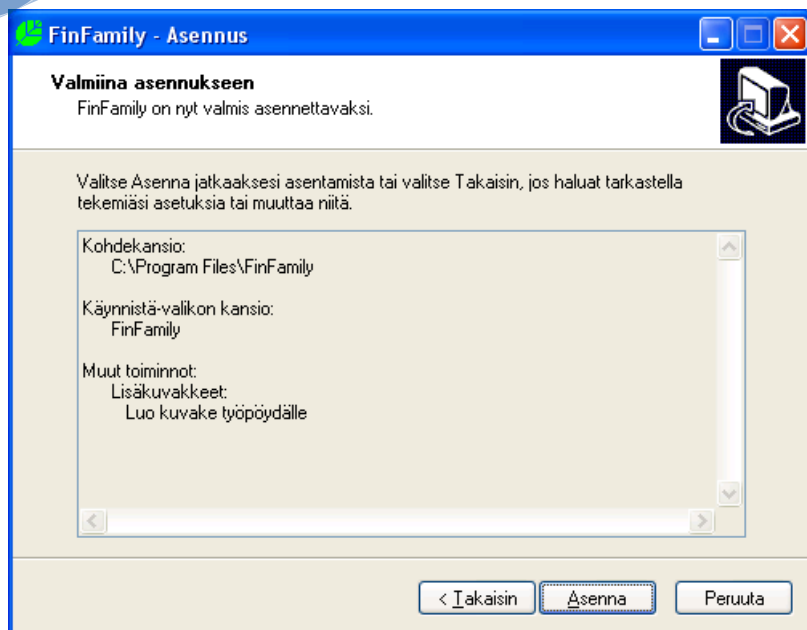 FinFamily - Asennus
Valmiina asennukseen
FinFamily on nyt valmis asennettavaksi.
Valitse Asenna jatkaaksesi asentamista tai valitse Takaisin, jos haluat tarkastella
tekemiäsi asetuksia tai muuttaa niitä.
Kohdekansio:
C:\Program Files\FinFamily
Käynnistä-valikon kansio:
FinFamily
Muut toiminnot:
Lisäkuvakkeet:
Luo kuvake työpöydälle
< Takaisin
Asenna
Peruuta